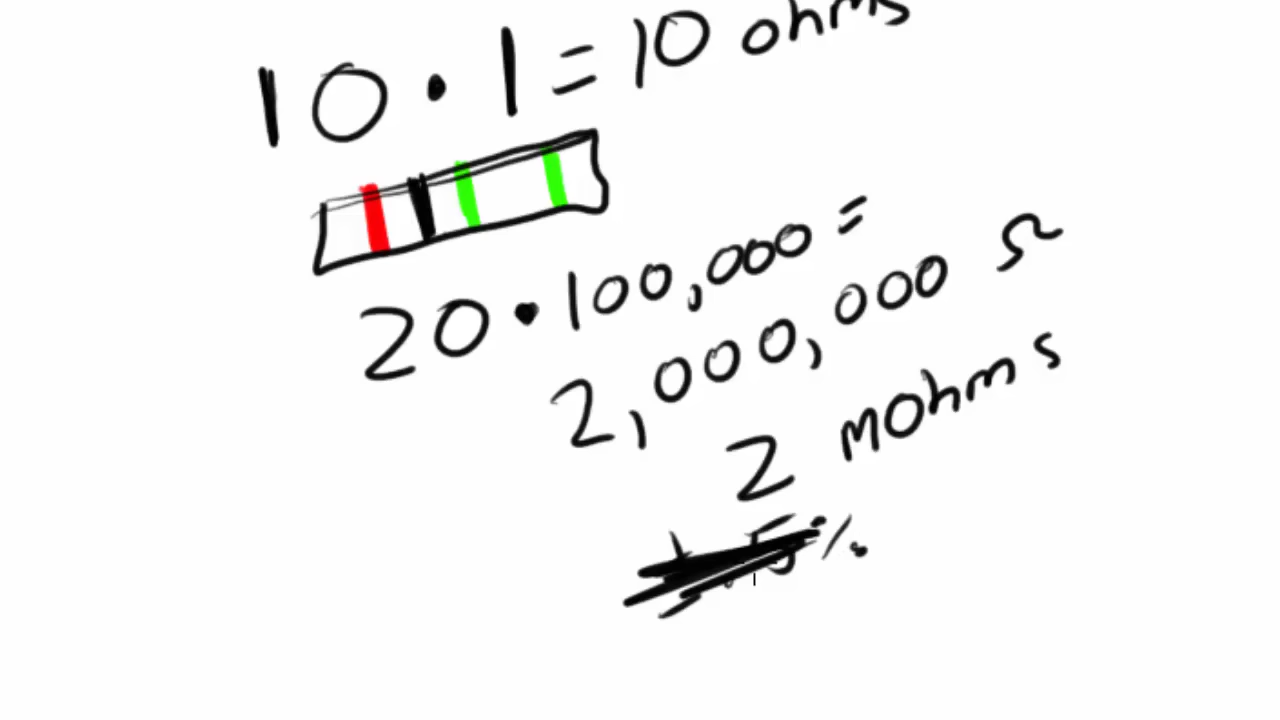 10 · 1 = 10 ohms
20 · 100,000 =
2,000,000 Ω
2 mohms
%